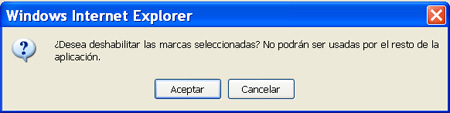 Windows Internet Explorer
¿Desea deshabilitar las marcas seleccionadas? No podrán ser usadas por el resto de la
aplicación.
Aceptar Cancelar